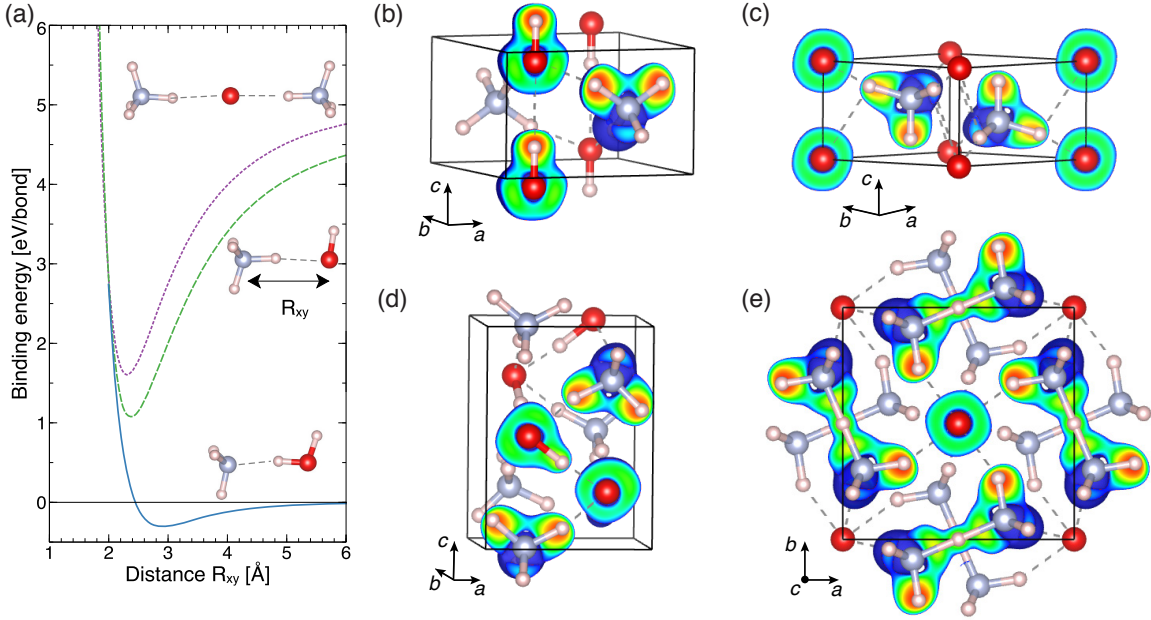 (a)
6
5
4
3
2
1
0
Binding energy [eV/bond]
R_xy
1 2 3 4 5 6
Distance R_xy [Å]
(b)
c
b a
(c)
c
b a
(d)
c
b a
(e)
b
c a